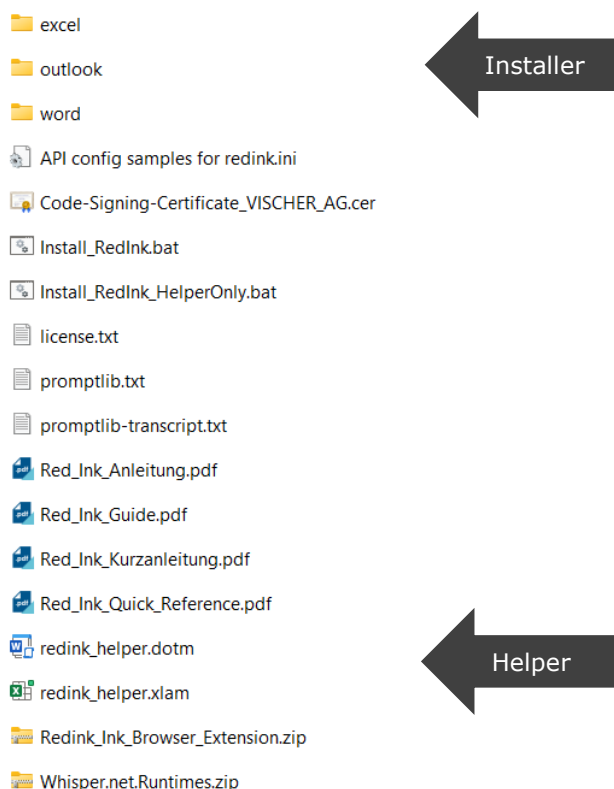 excel
Installer
outlook
word
API config samples for redink.ini
Code-Signing-Certificate_VISCHER_AG.cer
Install_RedInk.bat
Install_RedInk_HelperOnly.bat
license.txt
promptlib.txt
promptlib-transcript.txt
Red_Ink_Anleitung.pdf
Red_Ink_Guide.pdf
Red_Ink_Kurzanleitung.pdf
Red_Ink_Quick_Reference.pdf
redink_helper.dotm
Helper
redink_helper.xlam
Redink_Ink_Browser_Extension.zip
Whisper.net.Runtimes.zip